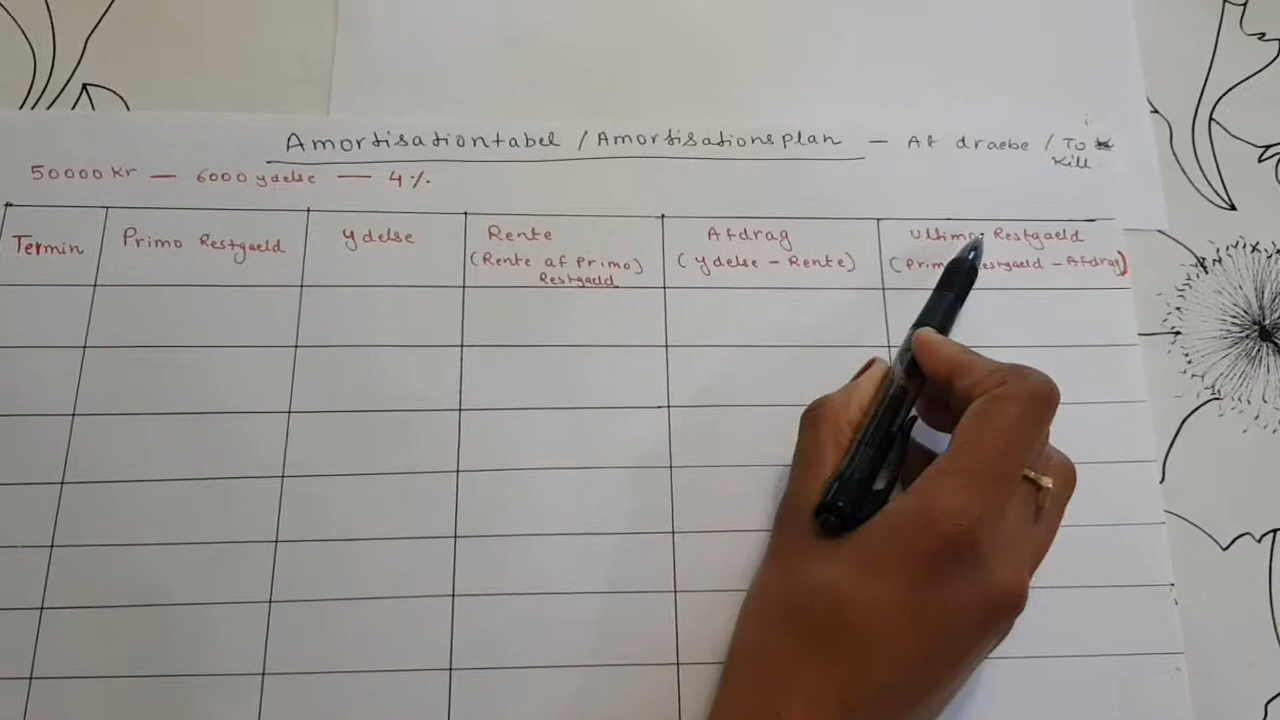 Amortisationtabel / Amortisationsplan — At draebe / To
Kill
50000 Kr — 6000 ydelse — 4%
Termin
Primo Restgaeld
Ydelse
Rente
(Rente af Primo)
Restgaeld
Afdrag
(Ydelse - Rente)
Ultimo Restgaeld
(Primo Restgaeld - Afdrag)